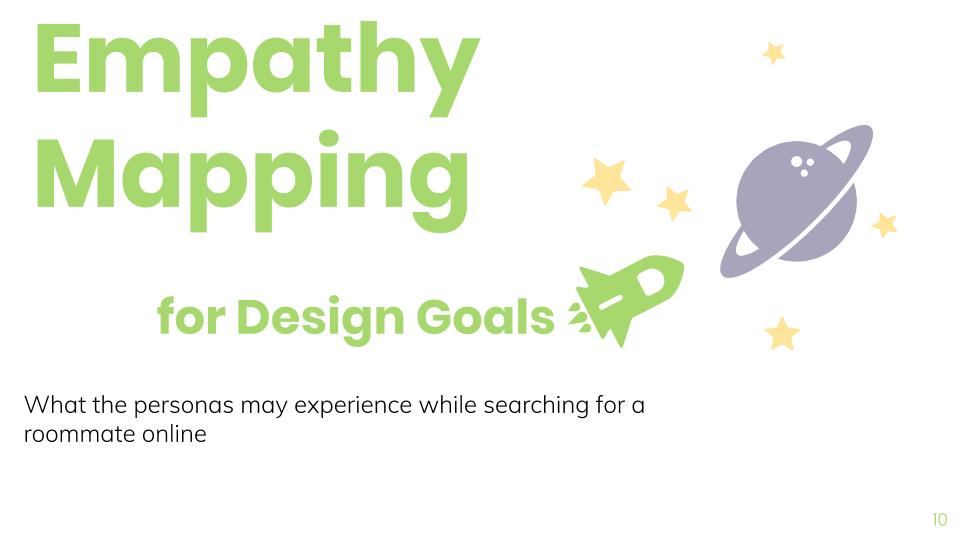 Empathy
Mapping
for Design Goals
What the personas may experience while searching for a
roommate online
10